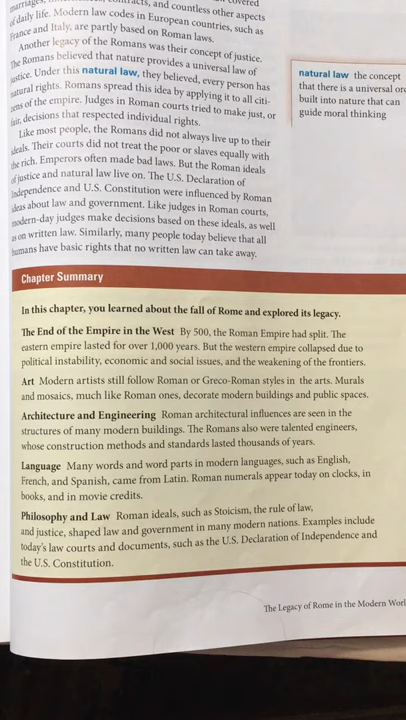 marriages, contracts, and countless other aspects
of daily life. Modern law codes in European countries, such as
France and Italy, are partly based on Roman laws.
Another legacy of the Romans was their concept of justice.
The Romans believed that nature provides a universal law of
justice. Under this natural law, they believed, every person has
natural rights. Romans spread this idea by applying it to all citi-
zens of the empire. Judges in Roman courts tried to make just, or
fair, decisions that respected individual rights.
Like most people, the Romans did not always live up to their
ideals. Their courts did not treat the poor or slaves equally with
the rich. Emperors often made bad laws. But the Roman ideals
of justice and natural law live on. The U.S. Declaration of
Independence and U.S. Constitution were influenced by Roman
ideas about law and government. Like judges in Roman courts,
modern-day judges make decisions based on these ideals, as well
as on written law. Similarly, many people today believe that all
humans have basic rights that no written law can take away.
natural law the concept
that there is a universal ord
built into nature that can
guide moral thinking
Chapter Summary
In this chapter, you learned about the fall of Rome and explored its legacy.
The End of the Empire in the West By 500, the Roman Empire had split. The
eastern empire lasted for over 1,000 years. But the western empire collapsed due to
political instability, economic and social issues, and the weakening of the frontiers.
Art Modern artists still follow Roman or Greco-Roman styles in the arts. Murals
and mosaics, much like Roman ones, decorate modern buildings and public spaces.
Architecture and Engineering Roman architectural influences are seen in the
structures of many modern buildings. The Romans also were talented engineers,
whose construction methods and standards lasted thousands of years.
Language Many words and word parts in modern languages, such as English,
French, and Spanish, came from Latin. Roman numerals appear today on clocks, in
books, and in movie credits.
Philosophy and Law Roman ideals, such as Stoicism, the rule of law,
and justice, shaped law and government in many modern nations. Examples include
today's law courts and documents, such as the U.S. Declaration of Independence and
the U.S. Constitution.
The Legacy of Rome in the Modern Worl